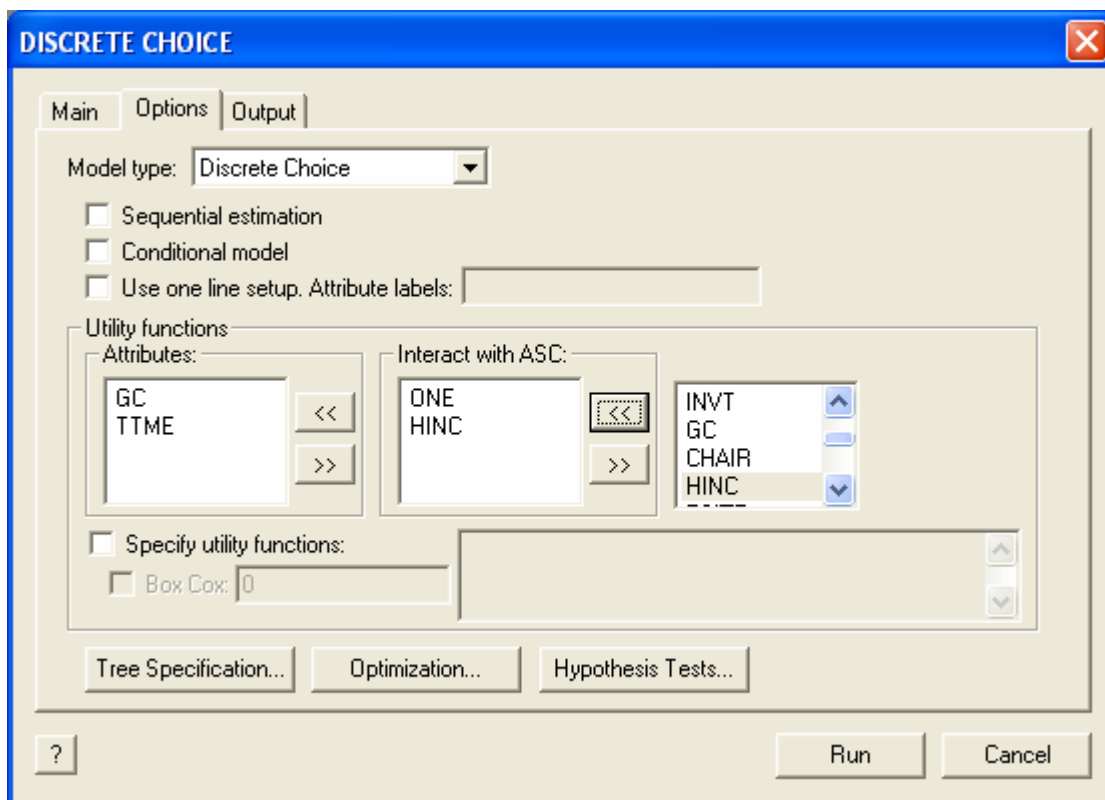 DISCRETE CHOICE
Main Options Output
Model type: Discrete Choice
Sequential estimation
Conditional model
Use one line setup. Attribute labels:
Utility functions
Attributes:
GC
TTME
<<
>>
Interact with ASC:
ONE
HINC
<<
>>
INVT
GC
CHAIR
HINC
Specify utility functions:
Box Cox: 0
Tree Specification... Optimization... Hypothesis Tests...
? Run Cancel